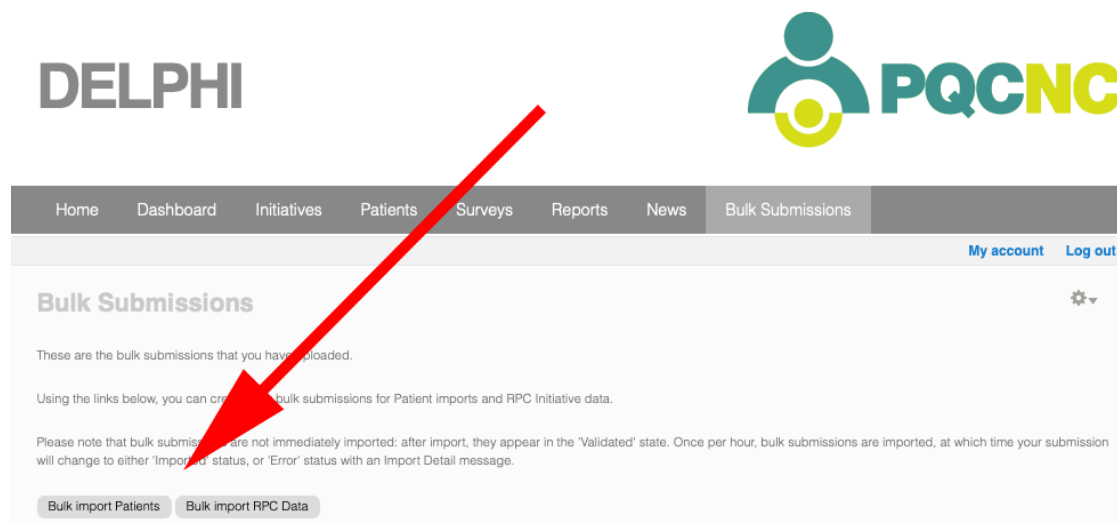 DELPHI
PQCNC
Home Dashboard Initiatives Patients Surveys Reports News Bulk Submissions
My account Log out
Bulk Submissions
These are the bulk submissions that you have uploaded.
Using the links below, you can bulk submissions for Patient imports and RPC Initiative data.
Please note that bulk submissions are not immediately imported: after import, they appear in the 'Validated' state. Once per hour, bulk submissions are imported, at which time your submission
will change to either 'Imported' status, or 'Error' status with an Import Detail message.
Bulk import Patients Bulk import RPC Data